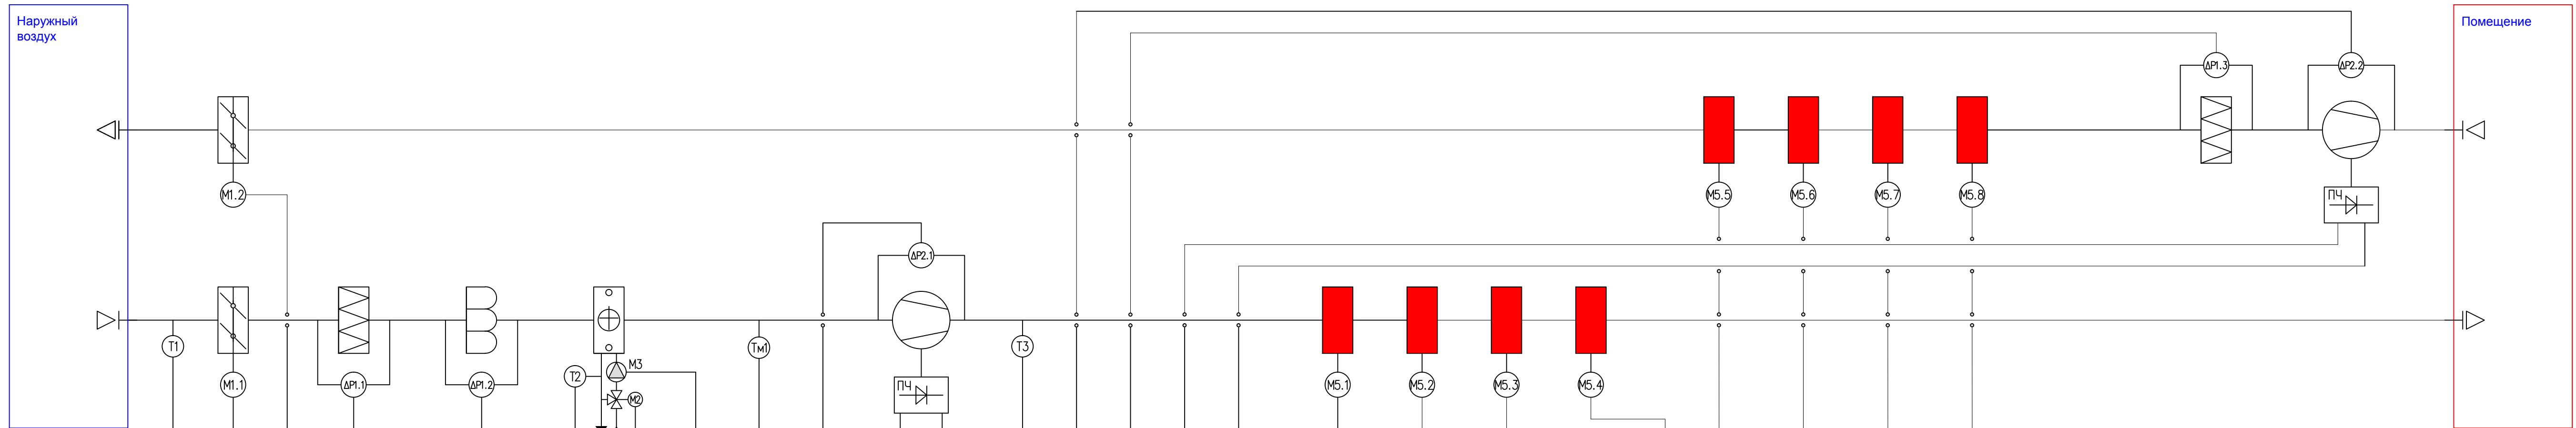 Наружный
воздух
Помещение
ΔP1.3
ΔP2.2
M1.2
M5.5
M5.6
M5.7
M5.8
ПЧ
ΔP2.1
T1
Tм1
T3
M1.1
ΔP1.1
ΔP1.2
T2
M3
M2
ПЧ
M5.1
M5.2
M5.3
M5.4